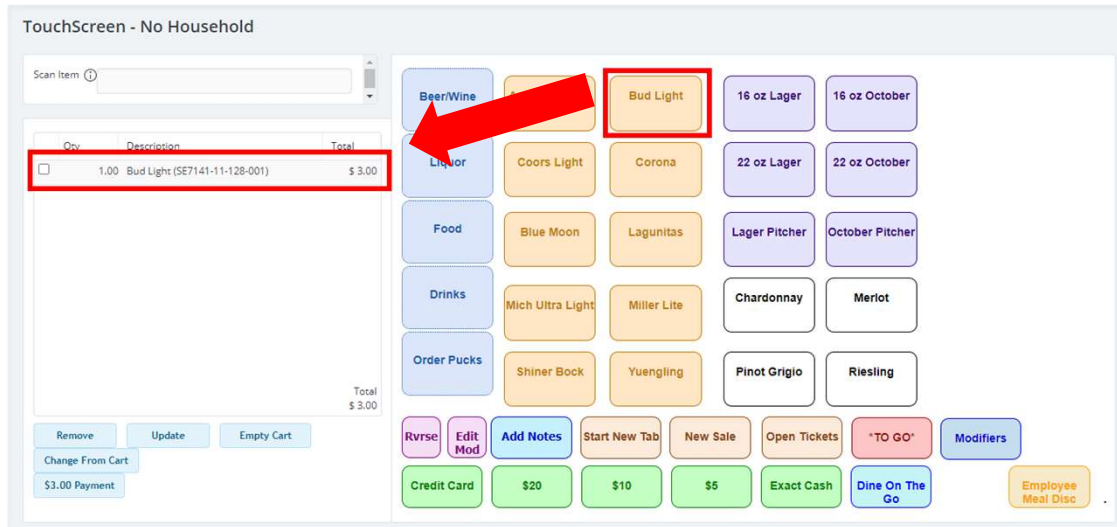 TouchScreen - No Household
Scan Item
Qty Description Total
1.00 Bud Light (SE7141-11-128-001) $ 3.00
Total
$ 3.00
Remove Update Empty Cart
Change From Cart
$3.00 Payment
Beer/Wine Bud Light 16 oz Lager 16 oz October
Liquor Coors Light Corona 22 oz Lager 22 oz October
Food Blue Moon Lagunitas Lager Pitcher October Pitcher
Drinks Mich Ultra Light Miller Lite Chardonnay Merlot
Order Pucks Shiner Bock Yuengling Pinot Grigio Riesling
Rvrse Edit Mod Add Notes Start New Tab New Sale Open Tickets *TO GO* Modifiers
Credit Card $20 $10 $5 Exact Cash Dine On The Go Employee Meal Disc .